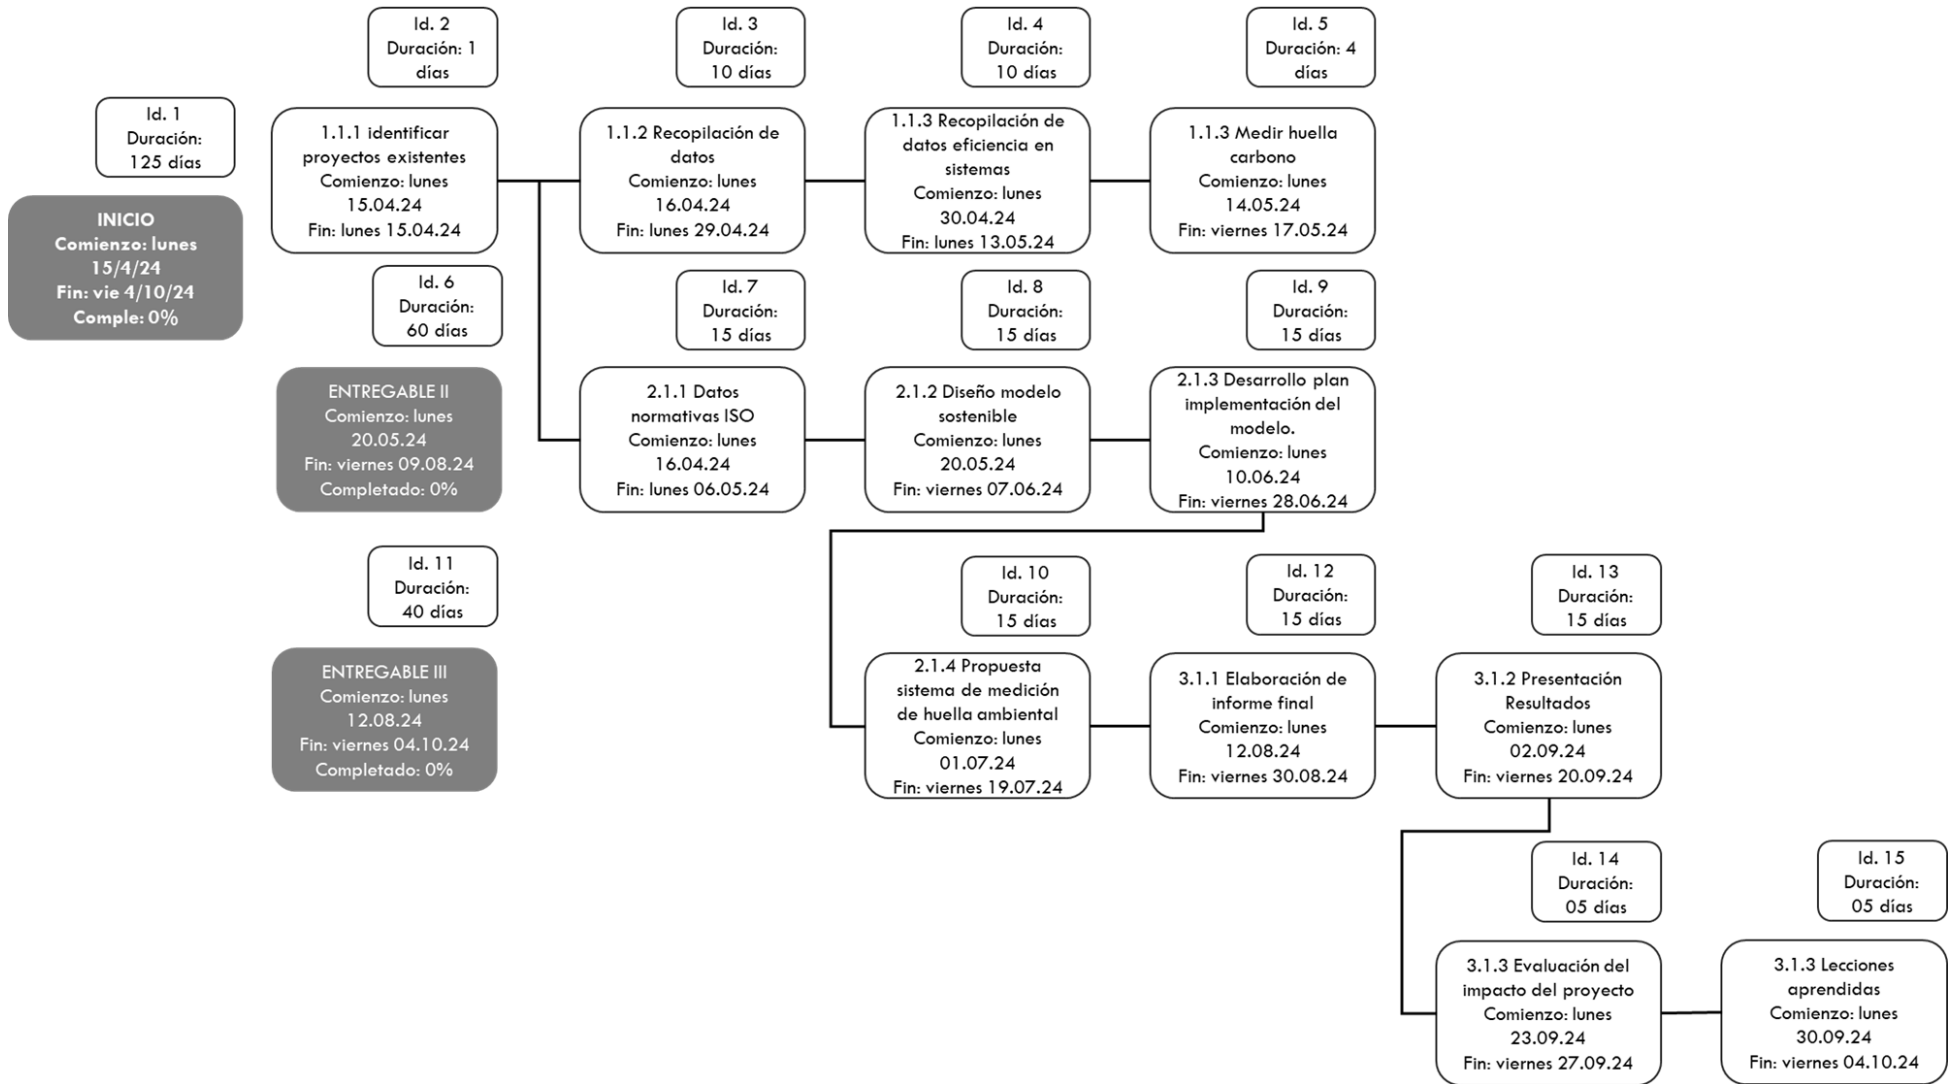 Id. 2
Duración: 1
días
Id. 3
Duración:
10 días
Id. 4
Duración:
10 días
Id. 5
Duración: 4
días
Id. 1
Duración:
125 días
1.1.1 identificar
proyectos existentes
Comienzo: lunes
15.04.24
Fin: lunes 15.04.24
1.1.2 Recopilación de
datos
Comienzo: lunes
16.04.24
Fin: lunes 29.04.24
1.1.3 Recopilación de
datos eficiencia en
sistemas
Comienzo: lunes
30.04.24
Fin: lunes 13.05.24
1.1.3 Medir huella
carbono
Comienzo: lunes
14.05.24
Fin: viernes 17.05.24
INICIO
Comienzo: lunes
15/4/24
Fin: vie 4/10/24
Comple: 0%
Id. 6
Duración:
60 días
Id. 7
Duración:
15 días
Id. 8
Duración:
15 días
Id. 9
Duración:
15 días
ENTREGABLE II
Comienzo: lunes
20.05.24
Fin: viernes 09.08.24
Completado: 0%
2.1.1 Datos
normativas ISO
Comienzo: lunes
16.04.24
Fin: lunes 06.05.24
2.1.2 Diseño modelo
sostenible
Comienzo: lunes
20.05.24
Fin: viernes 07.06.24
2.1.3 Desarrollo plan
implementación del
modelo.
Comienzo: lunes
10.06.24
Fin: viernes 28.06.24
Id. 11
Duración:
40 días
Id. 10
Duración:
15 días
Id. 12
Duración:
15 días
Id. 13
Duración:
15 días
ENTREGABLE III
Comienzo: lunes
12.08.24
Fin: viernes 04.10.24
Completado: 0%
2.1.4 Propuesta
sistema de medición
de huella ambiental
Comienzo: lunes
01.07.24
Fin: viernes 19.07.24
3.1.1 Elaboración de
informe final
Comienzo: lunes
12.08.24
Fin: viernes 30.08.24
3.1.2 Presentación
Resultados
Comienzo: lunes
02.09.24
Fin: viernes 20.09.24
Id. 14
Duración:
05 días
Id. 15
Duración:
05 días
3.1.3 Evaluación del
impacto del proyecto
Comienzo: lunes
23.09.24
Fin: viernes 27.09.24
3.1.3 Lecciones
aprendidas
Comienzo: lunes
30.09.24
Fin: viernes 04.10.24